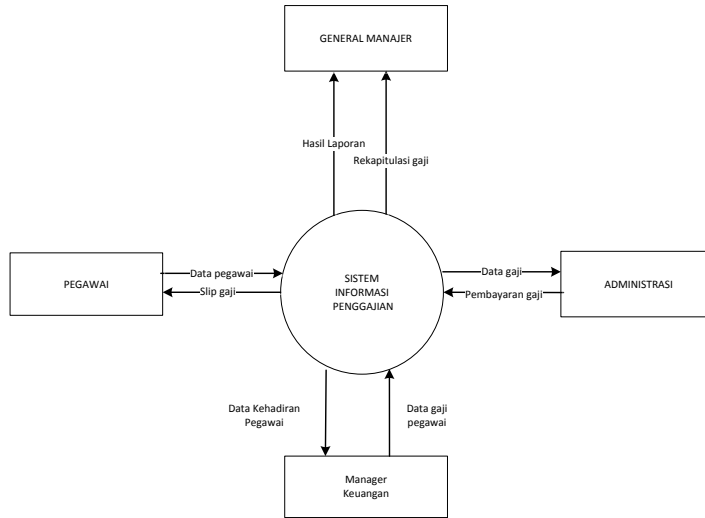 GENERAL MANAJER
Hasil Laporan
Rekapitulasi gaji
PEGAWAI
Data pegawai
Slip gaji
SISTEM
INFORMASI
PENGGAJIAN
Data gaji
Pembayaran gaji
ADMINISTRASI
Data Kehadiran
Pegawai
Data gaji
pegawai
Manager
Keuangan